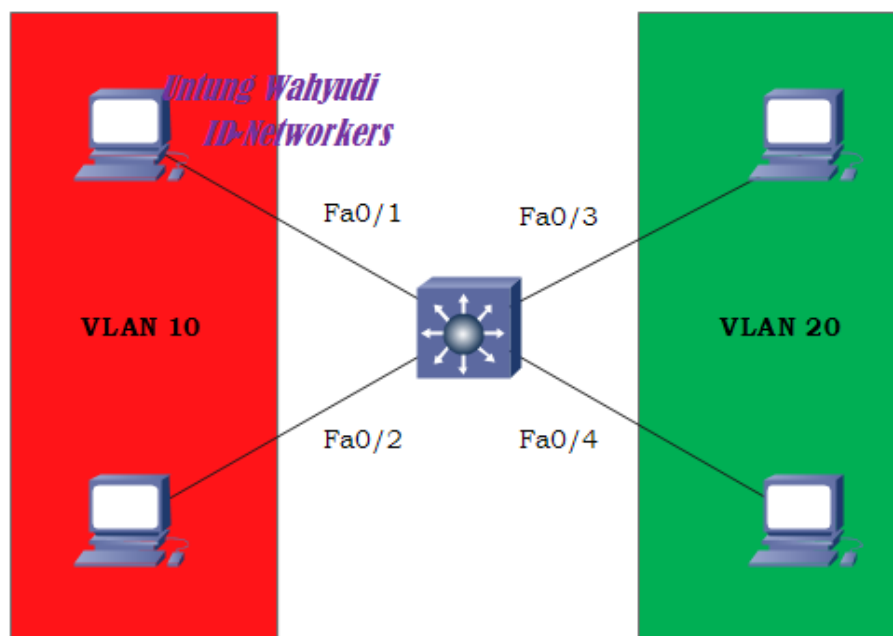 Untung Wahyudi
ID-Networkers
Fa0/1
Fa0/3
VLAN 10
VLAN 20
Fa0/2
Fa0/4